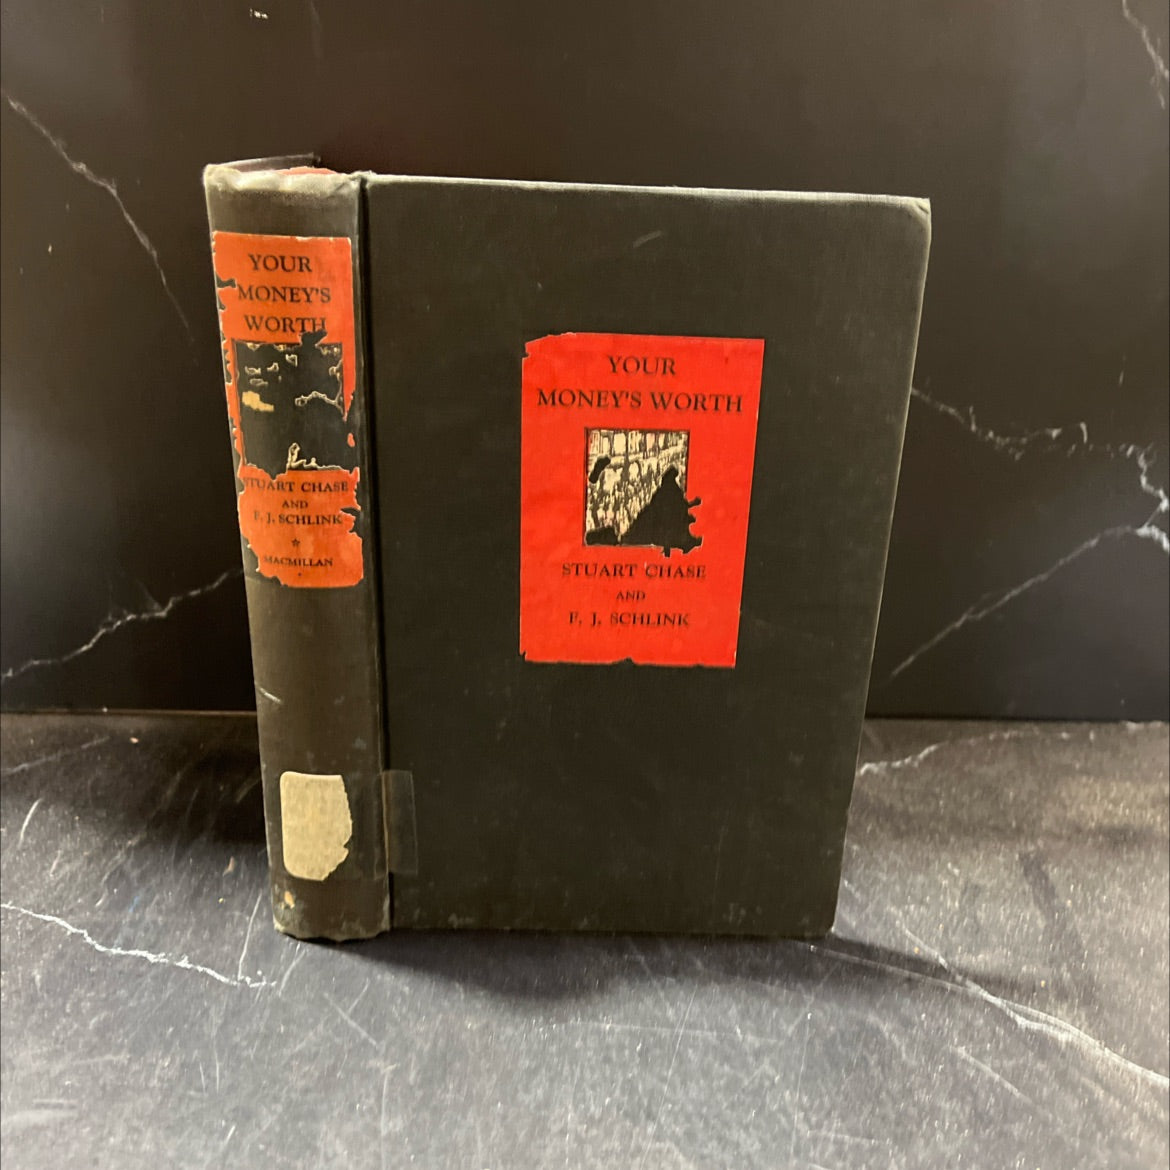 YOUR
MONEY'S
WORTH
STUART CHASE
AND
F. J. SCHLINK
MACMILLAN
YOUR
MONEY'S WORTH
STUART CHASE
AND
F. J. SCHLINK